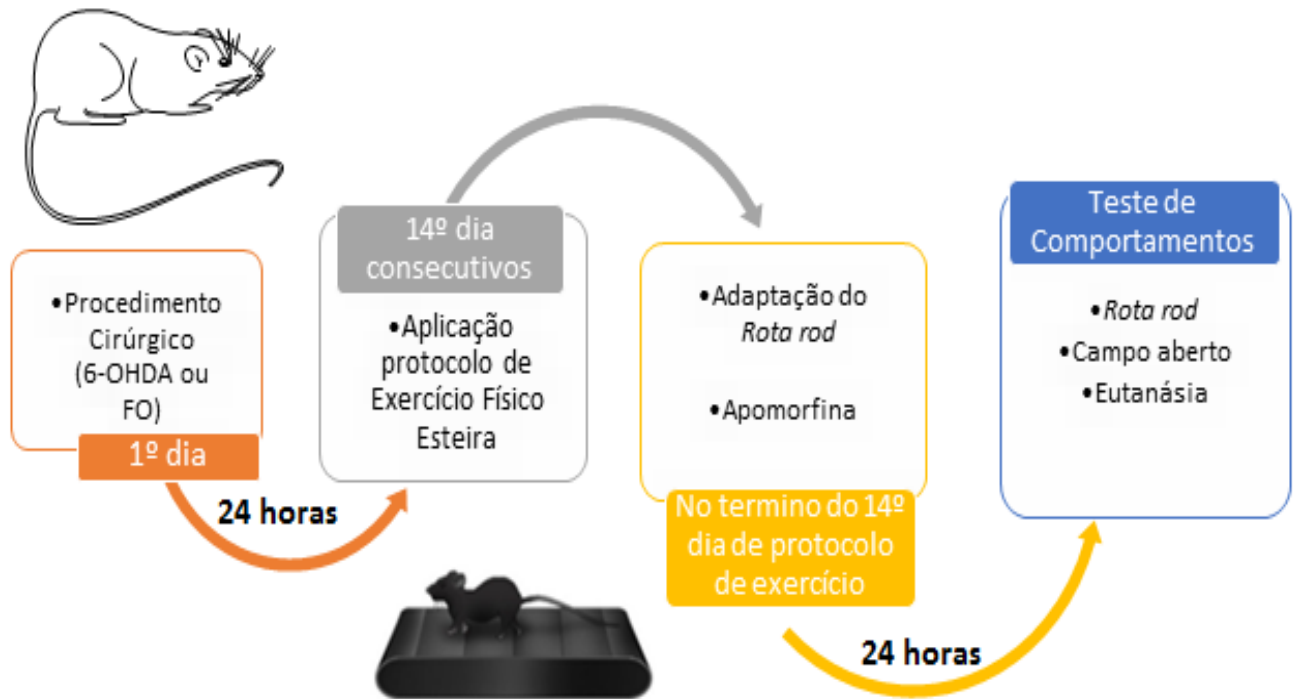 •Procedimento
Cirúrgico
(6-OHDA ou
FO)
1º dia
24 horas
14º dia
consecutivos
•Aplicação
protocolo de
Exercício Físico
Esteira
•Adaptação do
Rota rod
•Apomorfina
No termino do 14º
dia de protocolo
de exercício
24 horas
Teste de
Comportamentos
•Rota rod
•Campo aberto
•Eutanásia